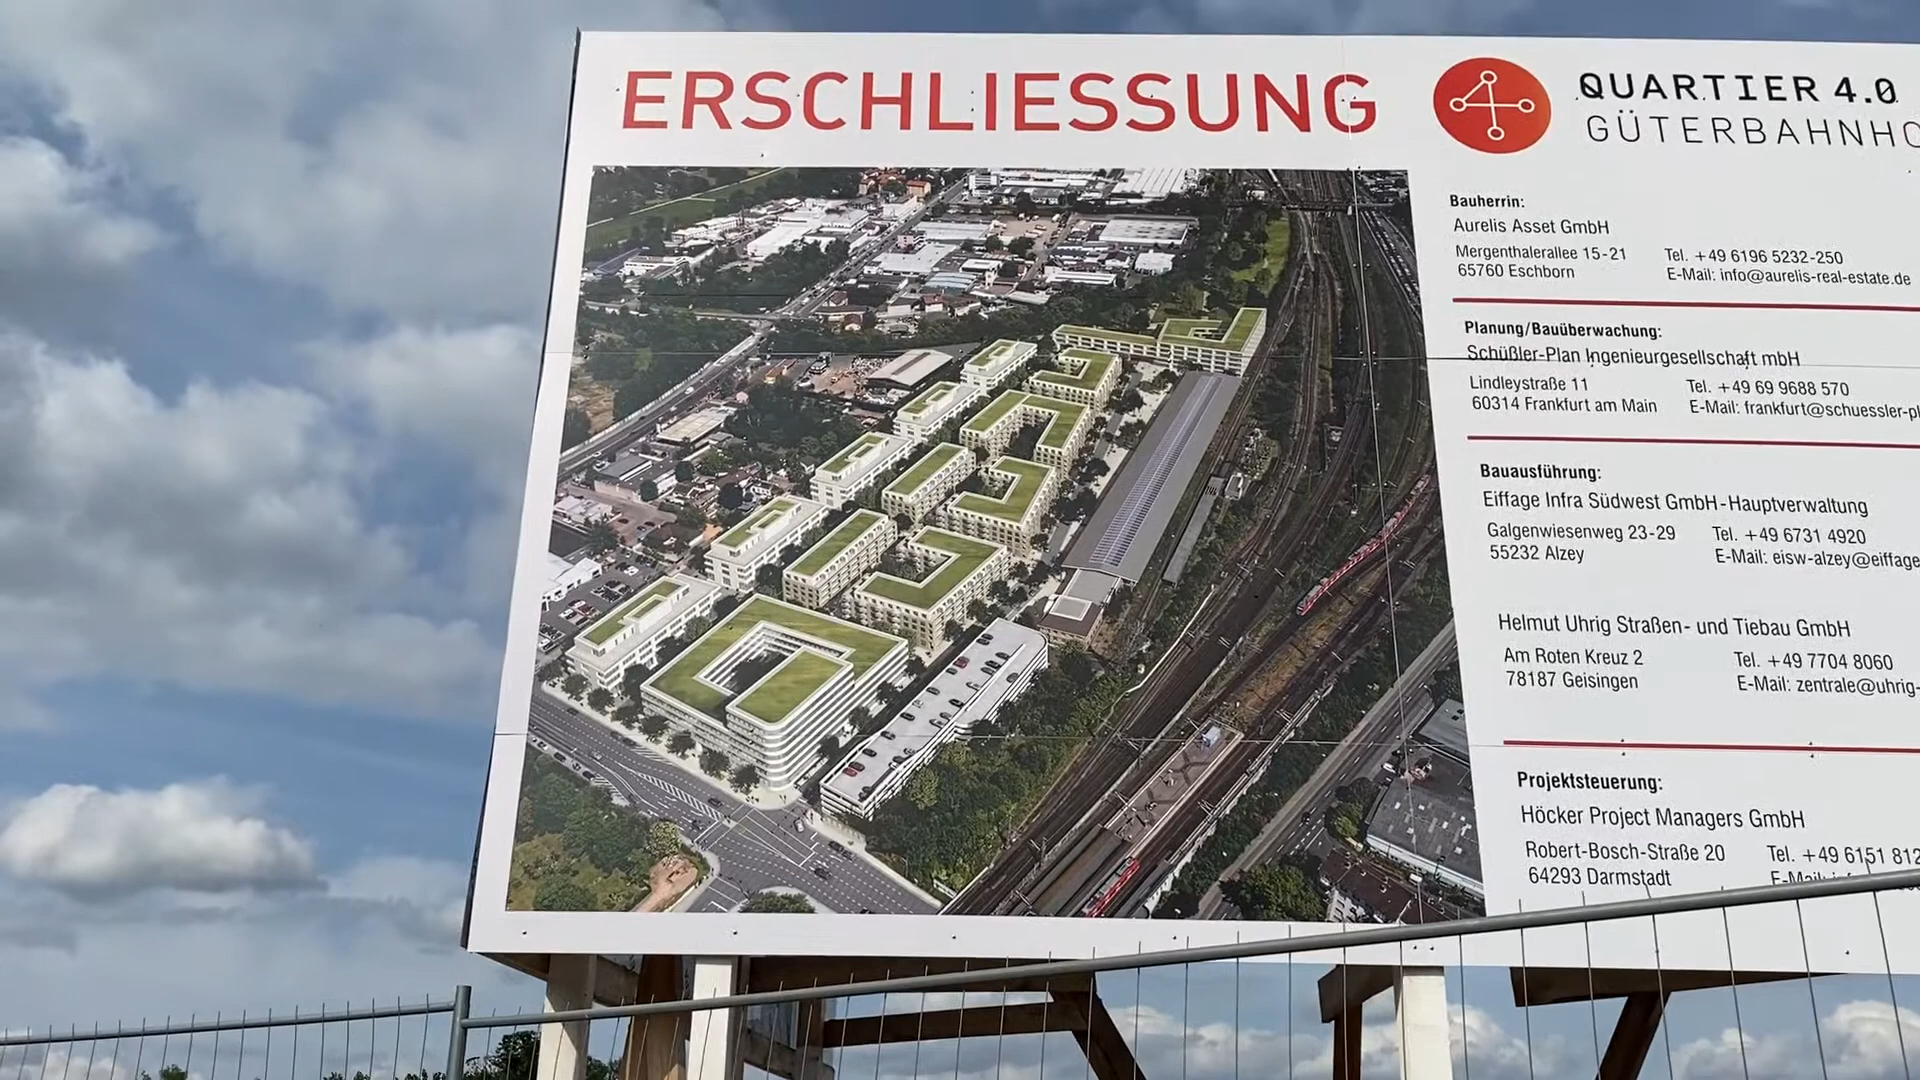 ERSCHLIESSUNG
QUARTIER 4.0
Bauherrin:
Aurelis Asset GmbH
Mergenthalerallee 15-21 Tel. +49 6196 5232-250
65760 Eschborn E-Mail: info@aurelis-real-estate.de
Planung/Bauüberwachung:
Schüßler-Plan Ingenieurgesellschaft mbH
Lindleystraße 11 Tel. +49 69 9688 570
60314 Frankfurt am Main E-Mail: frankfurt@schuessler-pl
Bauausführung:
Eiffage Infra Südwest GmbH-Hauptverwaltung
Galgenwiesenweg 23-29 Tel. +49 6731 4920
55232 Alzey E-Mail: eisw-alzey@eiffage
Helmut Uhrig Straßen- und Tiebau GmbH
Am Roten Kreuz 2 Tel. +49 7704 8060
78187 Geisingen E-Mail: zentrale@uhrig-
Projektsteuerung:
Höcker Project Managers GmbH
Robert-Bosch-Straße 20 Tel. +49 6151 812
64293 Darmstadt E-Mail: